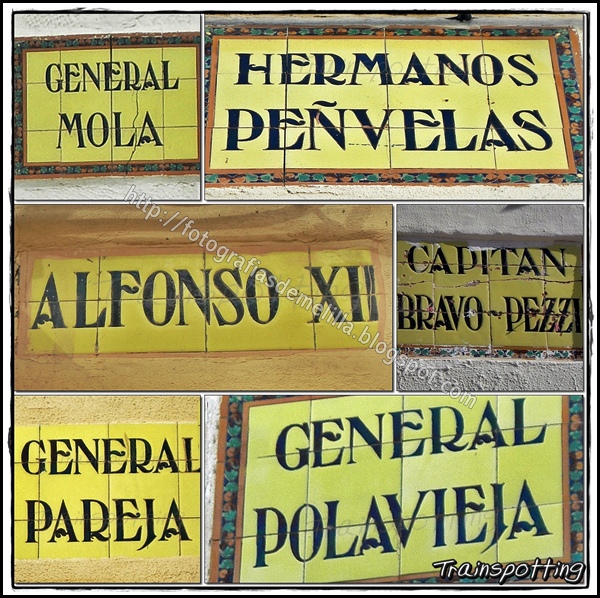 GENERAL
MOLA
HERMANOS
PEÑVELAS
ALFONSO XIII
CAPITAN
BRAVO-PEZZI
GENERAL
PAREJA
GENERAL
POLAVIEJA
http://fotografiasdemelilla.blogspot.com
Trainspotting